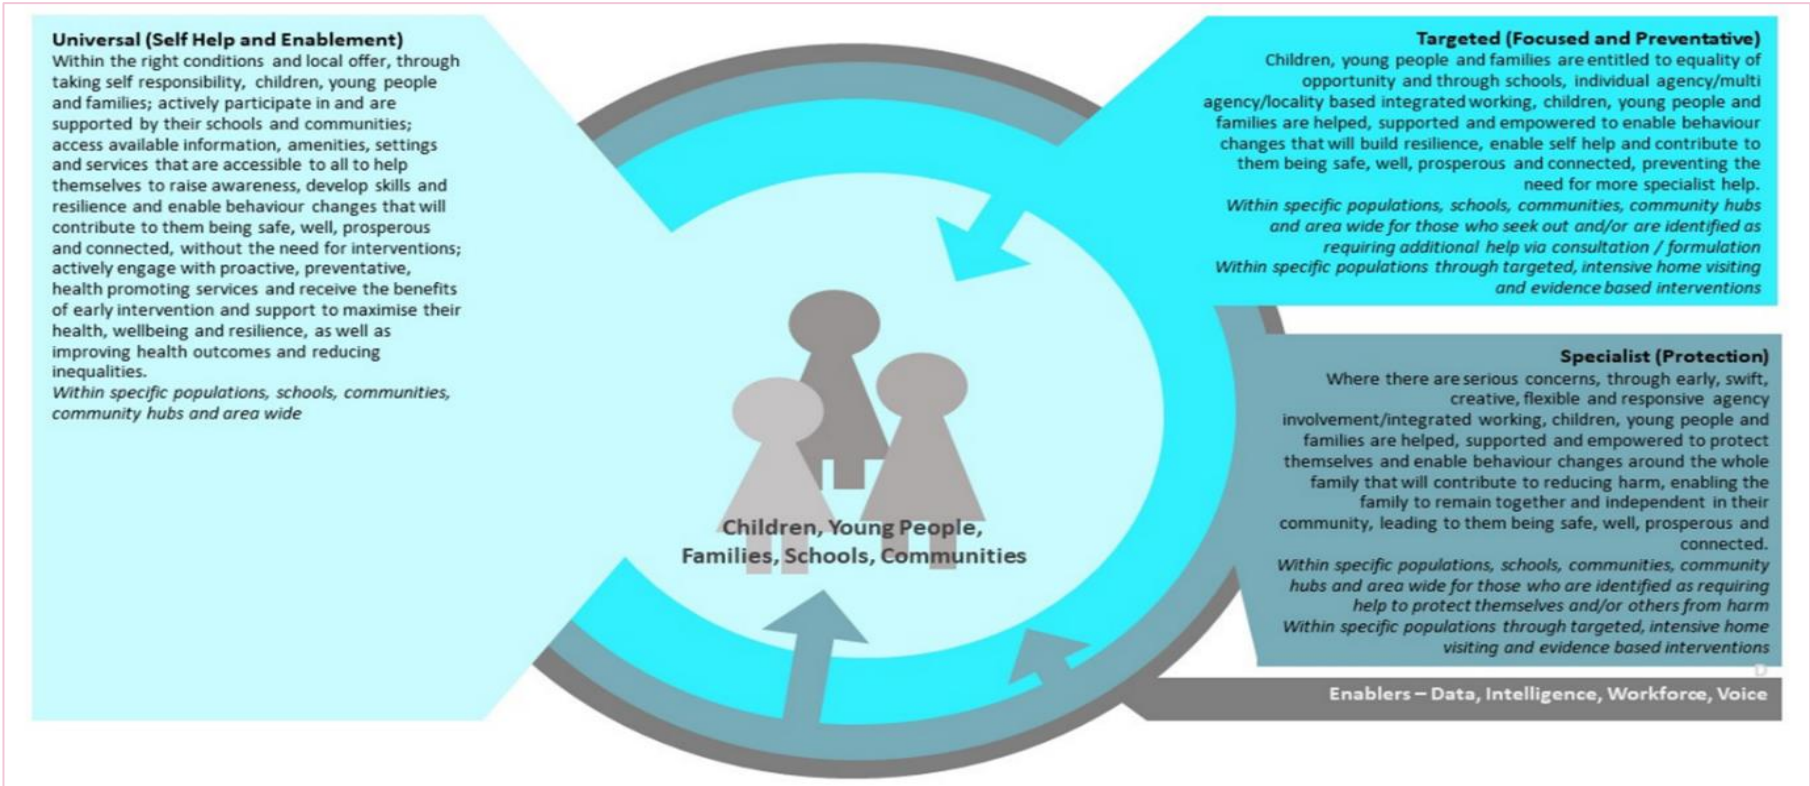 Universal (Self Help and Enablement)
Within the right conditions and local offer, through
taking self responsibility, children, young people
and families; actively participate in and are
supported by their schools and communities;
access available information, amenities, settings
and services that are accessible to all to help
themselves to raise awareness, develop skills and
resilience and enable behaviour changes that will
contribute to them being safe, well, prosperous
and connected, without the need for interventions;
actively engage with proactive, preventative,
health promoting services and receive the benefits
of early intervention and support to maximise their
health, wellbeing and resilience, as well as
improving health outcomes and reducing
inequalities.
Within specific populations, schools, communities,
community hubs and area wide
Children, Young People,
Families, Schools, Communities
Targeted (Focused and Preventative)
Children, young people and families are entitled to equality of
opportunity and through schools, individual agency/multi
agency/locality based integrated working, children, young people and
families are helped, supported and empowered to enable behaviour
changes that will build resilience, enable self help and contribute to
them being safe, well, prosperous and connected, preventing the
need for more specialist help.
Within specific populations, schools, communities, community hubs
and area wide for those who seek out and/or are identified as
requiring additional help via consultation / formulation
Within specific populations through targeted, intensive home visiting
and evidence based interventions
Specialist (Protection)
Where there are serious concerns, through early, swift,
creative, flexible and responsive agency
involvement/integrated working, children, young people and
families are helped, supported and empowered to protect
themselves and enable behaviour changes around the whole
family that will contribute to reducing harm, enabling the
family to remain together and independent in their
community, leading to them being safe, well, prosperous and
connected.
Within specific populations, schools, communities, community
hubs and area wide for those who are identified as requiring
help to protect themselves and/or others from harm
Within specific populations through targeted, intensive home
visiting and evidence based interventions
D
Enablers – Data, Intelligence, Workforce, Voice